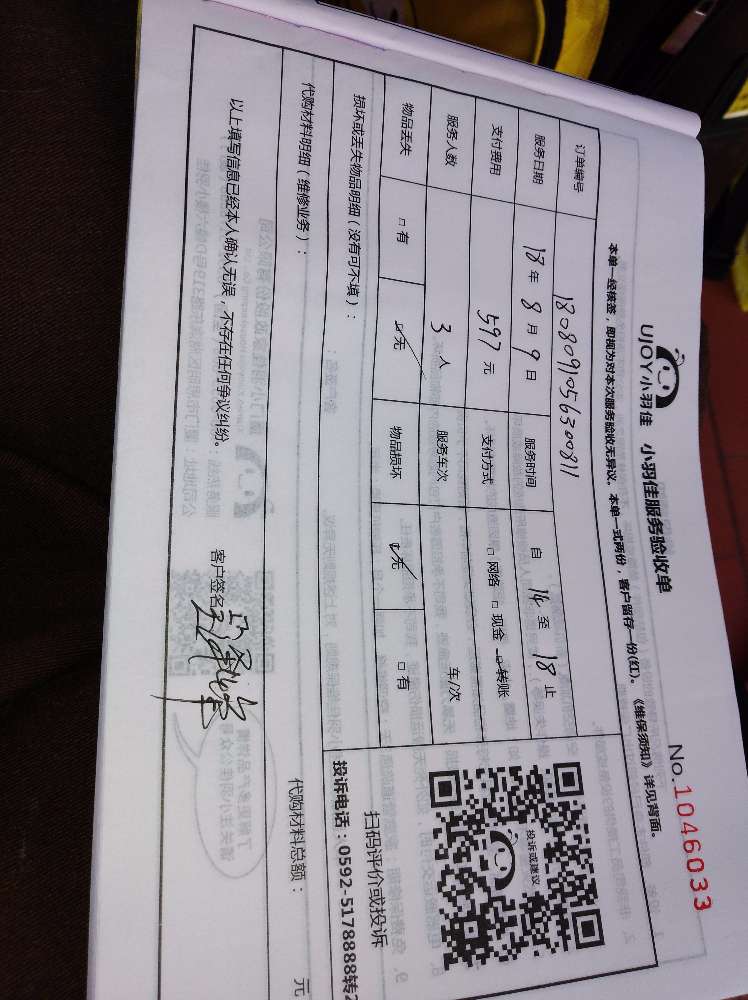 UJOY小羽佳 小羽佳服务验收单
No.1046033
本单一经核签，即视为对本次服务验收无异议。本单一式两份，客户留存一份(红)。《维保须知》详见背面。
订单编号 180809105630081
服务日期 18年 8月 9日 服务时间 自 14 至 18 止
支付费用 597元 支付方式 □网络 □现金 □转账
服务人数 3人 服务车次 车/次
物品丢失 □有 □无 物品损坏 □无 □有
损坏或丢失物品明细（没有可不填）：
代购材料明细（维修业务）：
代购材料总额： 元
以上填写信息已经本人确认无误，不存在任何争议纠纷。
客户签名
投诉或建议
扫码评价或投诉
投诉电话：0592-5178888转2